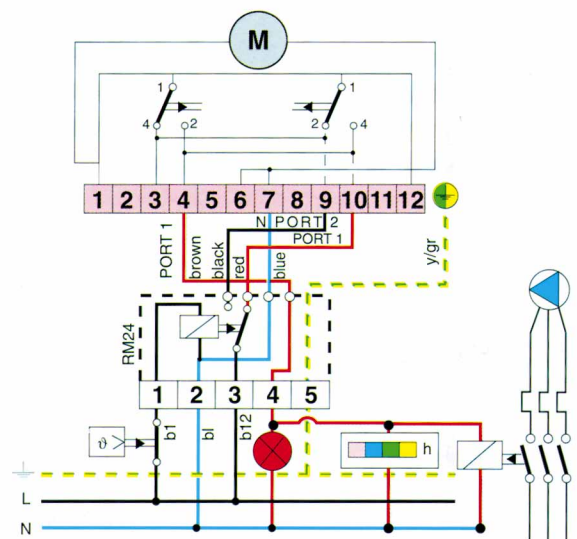 M
1 1
4 2 2 4
1 2 3 4 5 6 7 8 9 10 11 12
N PORT 2
PORT 1
PORT 1
brown
black
red
blue
y/gr
RM24
1 2 3 4 5
b1
bl
b12
ϑ
h
L
N